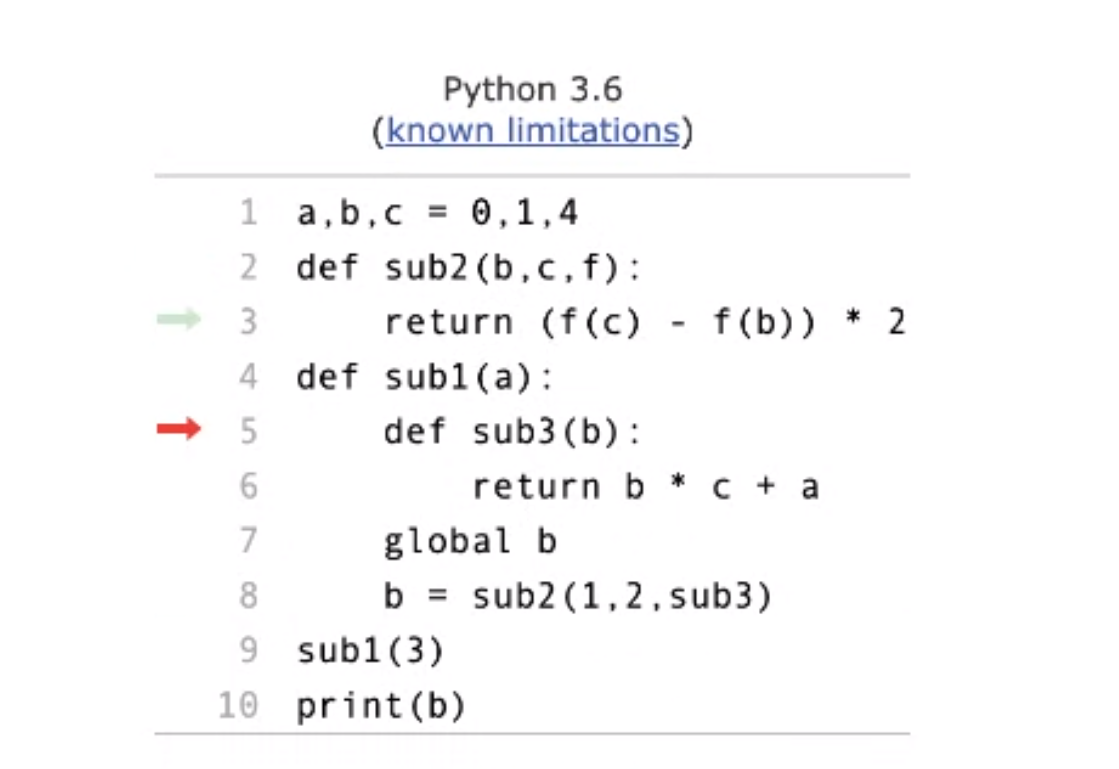 Python 3.6
(known limitations)
1 a,b,c = 0,1,4
2 def sub2(b,c,f):
3     return (f(c) - f(b)) * 2
4 def sub1(a):
5     def sub3(b):
6         return b * c + a
7     global b
8     b = sub2(1,2,sub3)
9 sub1(3)
10 print(b)